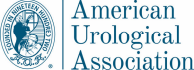 FOUNDED IN NINETEEN HUNDRED TWO
A.U.A.
®
American
Urological
Association